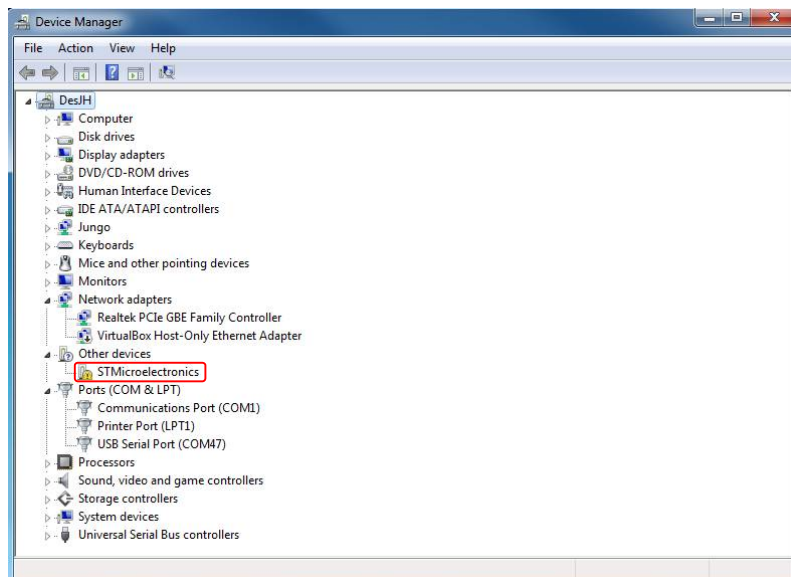 Device Manager
File Action View Help
DesJH
Computer
Disk drives
Display adapters
DVD/CD-ROM drives
Human Interface Devices
IDE ATA/ATAPI controllers
Jungo
Keyboards
Mice and other pointing devices
Monitors
Network adapters
Realtek PCIe GBE Family Controller
VirtualBox Host-Only Ethernet Adapter
Other devices
STMicroelectronics
Ports (COM & LPT)
Communications Port (COM1)
Printer Port (LPT1)
USB Serial Port (COM47)
Processors
Sound, video and game controllers
Storage controllers
System devices
Universal Serial Bus controllers